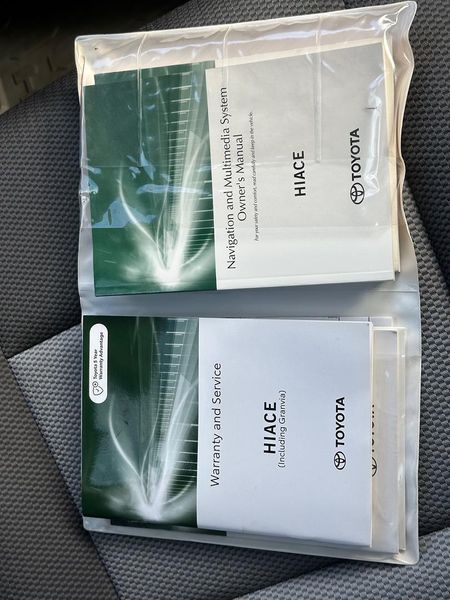 Navigation and Multimedia System
Owner's Manual
For your safety and comfort, read carefully and keep in the vehicle.
HIACE
TOYOTA
Toyota 5 Year
Warranty Advantage
Warranty and Service
HIACE
(Including Granvia)
TOYOTA